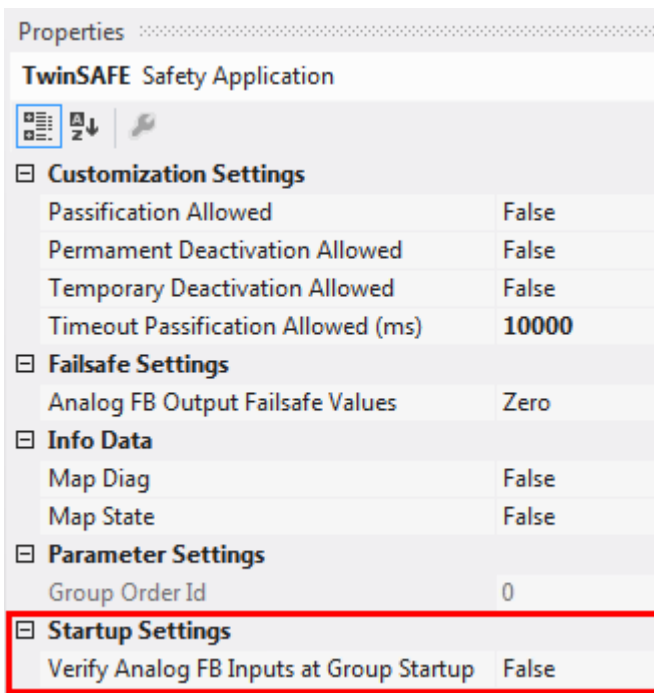 Properties
TwinSAFE Safety Application
Customization Settings
Passification Allowed False
Permament Deactivation Allowed False
Temporary Deactivation Allowed False
Timeout Passification Allowed (ms) 10000
Failsafe Settings
Analog FB Output Failsafe Values Zero
Info Data
Map Diag False
Map State False
Parameter Settings
Group Order Id 0
Startup Settings
Verify Analog FB Inputs at Group Startup False